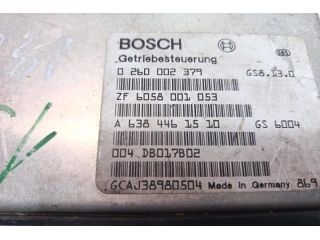 BOSCH
Getriebesteuerung
0 260 002 379 GS8.13.0
ZF 6058 001 053
A 638 446 15 10 GS 6004
004 DB017B02
GCAJ38980504 Made in Germany 869